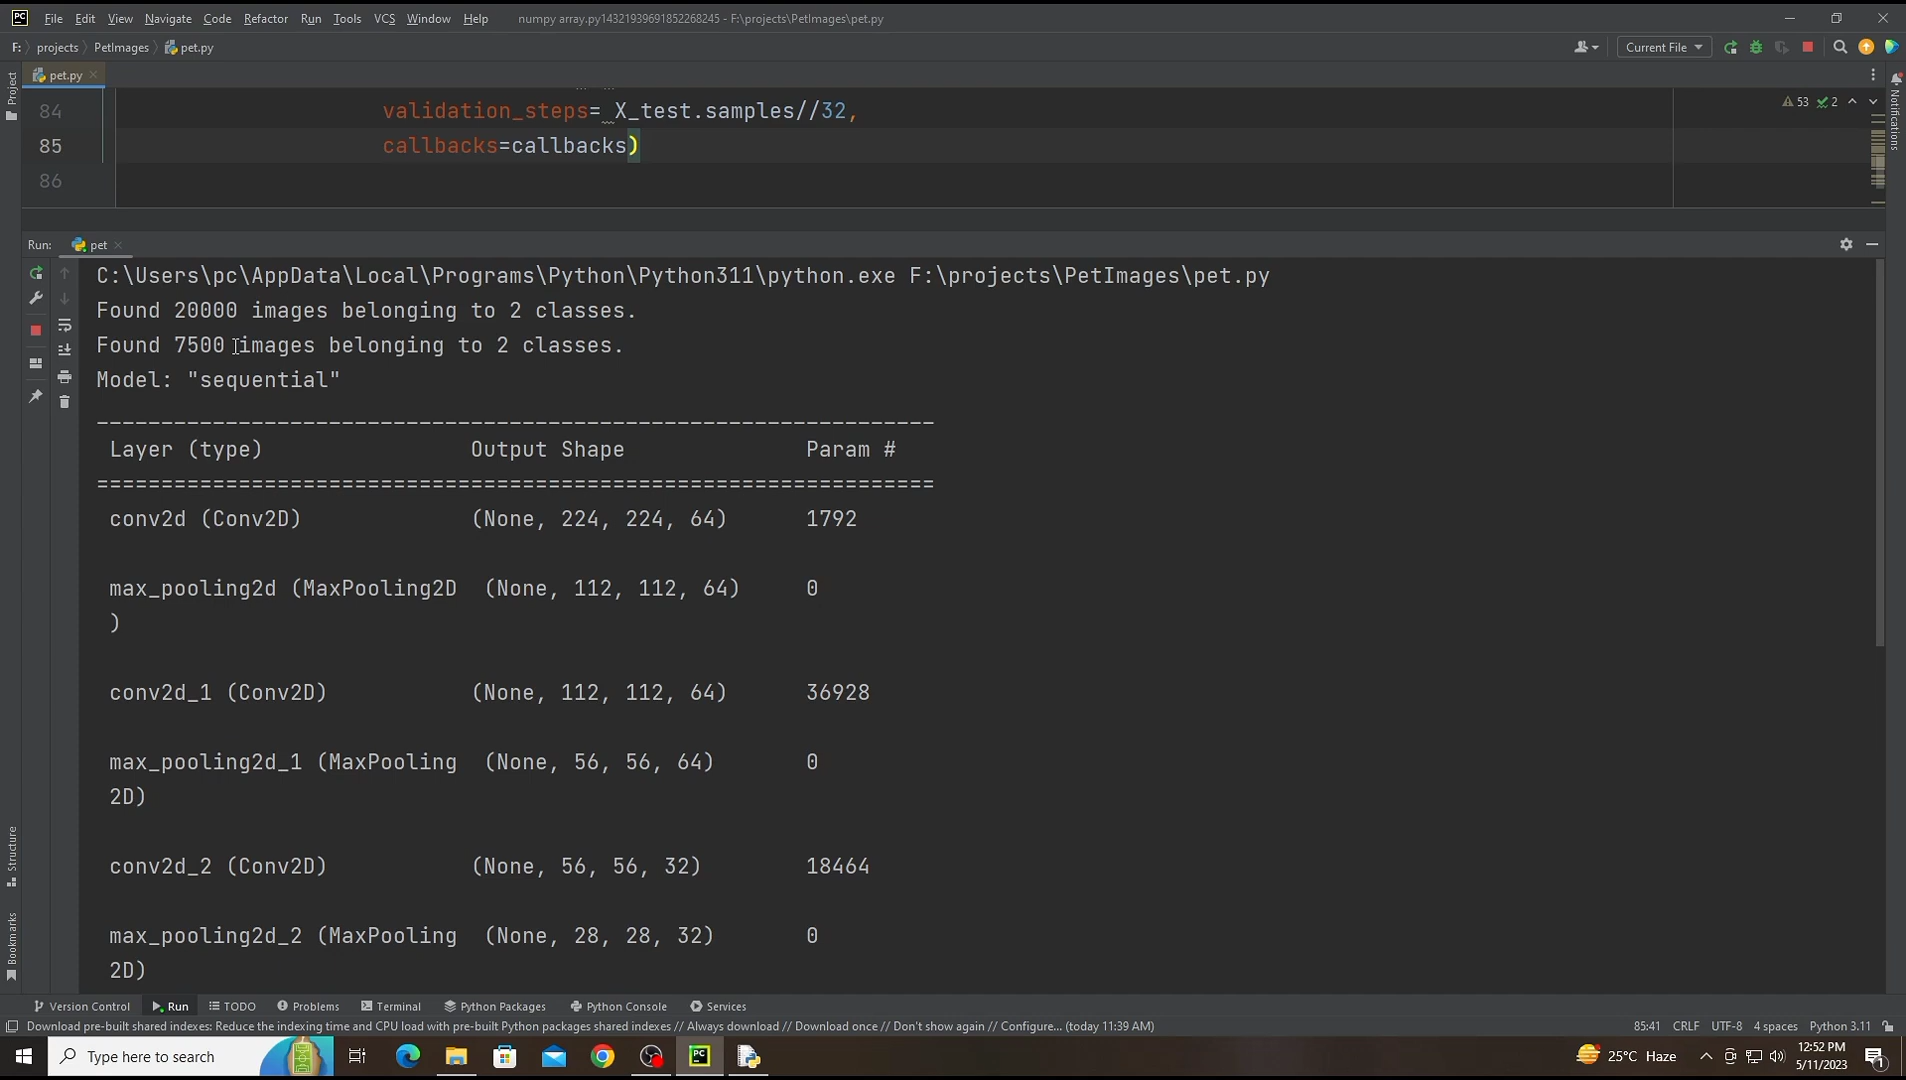 PC File Edit View Navigate Code Refactor Run Tools VCS Window Help numpy array.py14321939691852268245 - F:\projects\PetImages\pet.py
F: projects PetImages pet.py Current File
Project
pet.py
84 validation_steps= X_test.samples//32,
53 2
85 callbacks=callbacks)
86
Notifications
Run: pet
C:\Users\pc\AppData\Local\Programs\Python\Python311\python.exe F:\projects\PetImages\pet.py
Found 20000 images belonging to 2 classes.
Found 7500 images belonging to 2 classes.
Model: "sequential"
_________________________________________________________________
Layer (type) Output Shape Param #
=================================================================
conv2d (Conv2D) (None, 224, 224, 64) 1792
max_pooling2d (MaxPooling2D (None, 112, 112, 64) 0
)
conv2d_1 (Conv2D) (None, 112, 112, 64) 36928
max_pooling2d_1 (MaxPooling (None, 56, 56, 64) 0
2D)
conv2d_2 (Conv2D) (None, 56, 56, 32) 18464
max_pooling2d_2 (MaxPooling (None, 28, 28, 32) 0
2D)
Structure
Bookmarks
Version Control Run TODO Problems Terminal Python Packages Python Console Services
Download pre-built shared indexes: Reduce the indexing time and CPU load with pre-built Python packages shared indexes // Always download // Download once // Don't show again // Configure... (today 11:39 AM) 85:41 CRLF UTF-8 4 spaces Python 3.11
Type here to search PC 25°C Haze 12:52 PM
5/11/2023 1